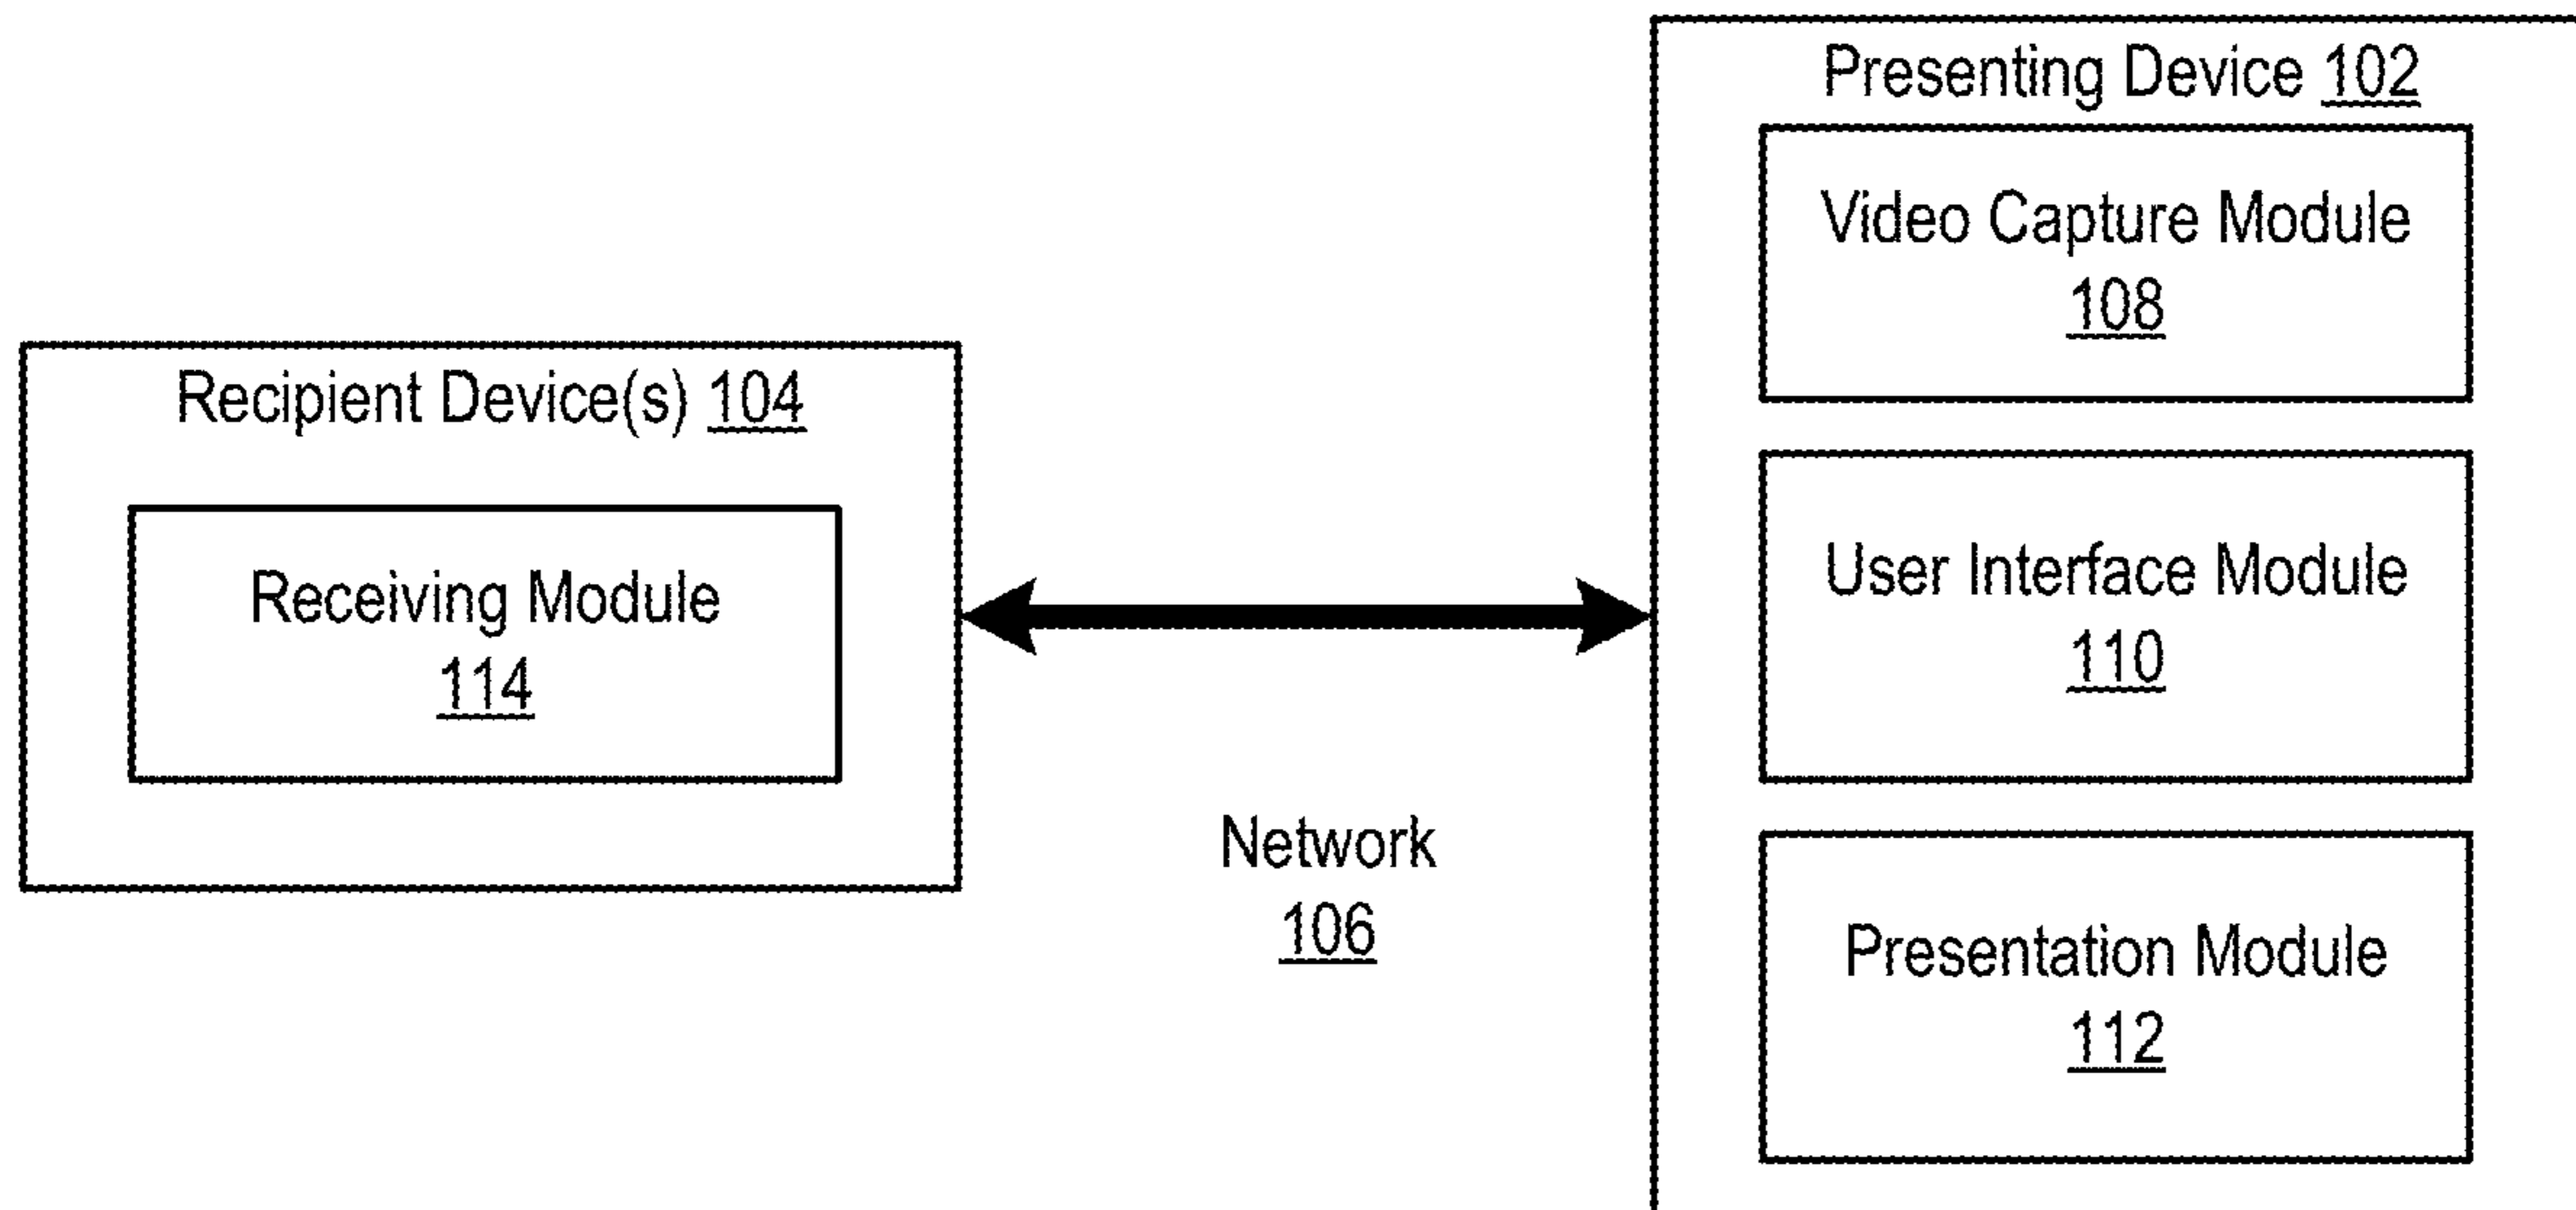 Presenting Device 102
Video Capture Module
108
User Interface Module
110
Presentation Module
112
Recipient Device(s) 104
Receiving Module
114
Network
106